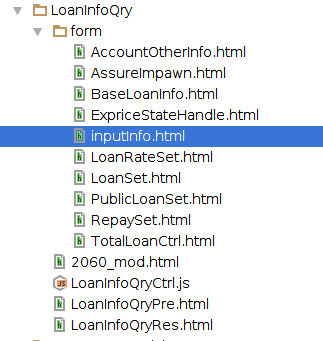 LoanInfoQry
form
AccountOtherInfo.html
AssureImpawn.html
BaseLoanInfo.html
ExpriceStateHandle.html
inputInfo.html
LoanRateSet.html
LoanSet.html
PublicLoanSet.html
RepaySet.html
TotalLoanCtrl.html
2060_mod.html
LoanInfoQryCtrl.js
LoanInfoQryPre.html
LoanInfoQryRes.html